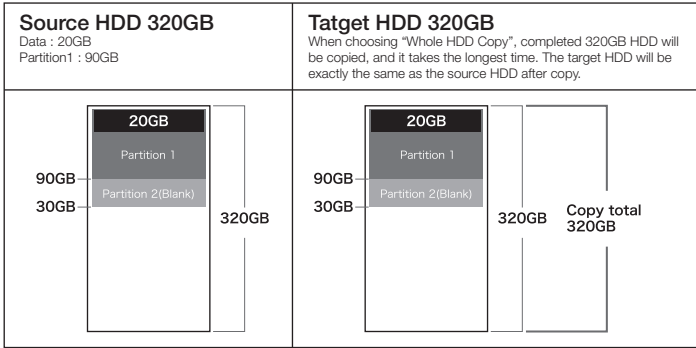 Source HDD 320GB
Data : 20GB
Partition1 : 90GB
Tatget HDD 320GB
When choosing “Whole HDD Copy”, completed 320GB HDD will
be copied, and it takes the longest time. The target HDD will be
exactly the same as the source HDD after copy.
20GB
Partition 1
90GB
Partition 2(Blank)
30GB
320GB
20GB
Partition 1
90GB
Partition 2(Blank)
30GB
320GB
Copy total
320GB